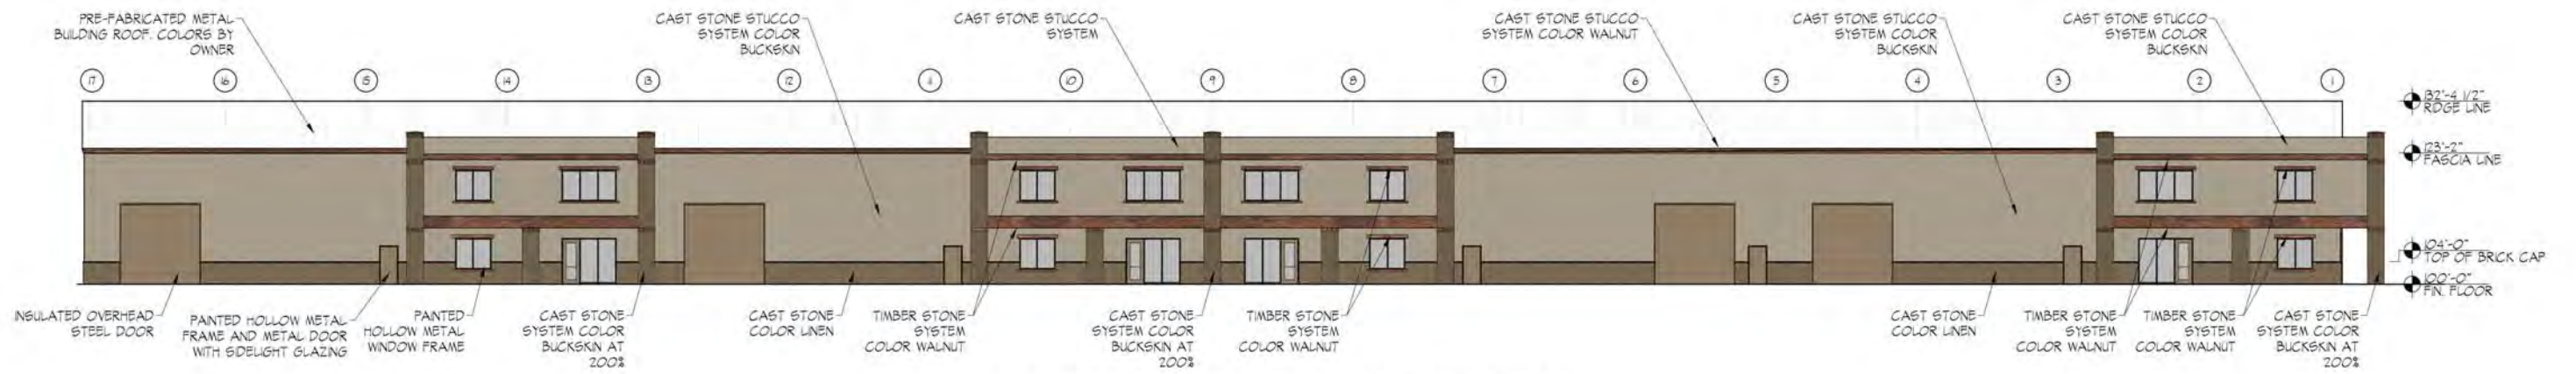 PRE-FABRICATED METAL
BUILDING ROOF. COLORS BY
OWNER
CAST STONE STUCCO
SYSTEM COLOR
BUCKSKIN
CAST STONE STUCCO
SYSTEM
CAST STONE STUCCO
SYSTEM COLOR WALNUT
CAST STONE STUCCO
SYSTEM COLOR
BUCKSKIN
CAST STONE STUCCO
SYSTEM COLOR
BUCKSKIN
17
16
15
14
13
12
11
10
9
8
7
6
5
4
3
2
1
132'-4 1/2"
RIDGE LINE
123'-2"
FASCIA LINE
104'-0"
TOP OF BRICK CAP
100'-0"
FIN. FLOOR
INSULATED OVERHEAD
STEEL DOOR
PAINTED HOLLOW METAL
FRAME AND METAL DOOR
WITH SIDELIGHT GLAZING
PAINTED
HOLLOW METAL
WINDOW FRAME
CAST STONE
SYSTEM COLOR
BUCKSKIN AT
200%
CAST STONE
COLOR LINEN
TIMBER STONE
SYSTEM
COLOR WALNUT
CAST STONE
SYSTEM COLOR
BUCKSKIN AT
200%
TIMBER STONE
SYSTEM
COLOR WALNUT
CAST STONE
COLOR LINEN
TIMBER STONE
SYSTEM
COLOR WALNUT
TIMBER STONE
SYSTEM
COLOR WALNUT
CAST STONE
SYSTEM COLOR
BUCKSKIN AT
200%